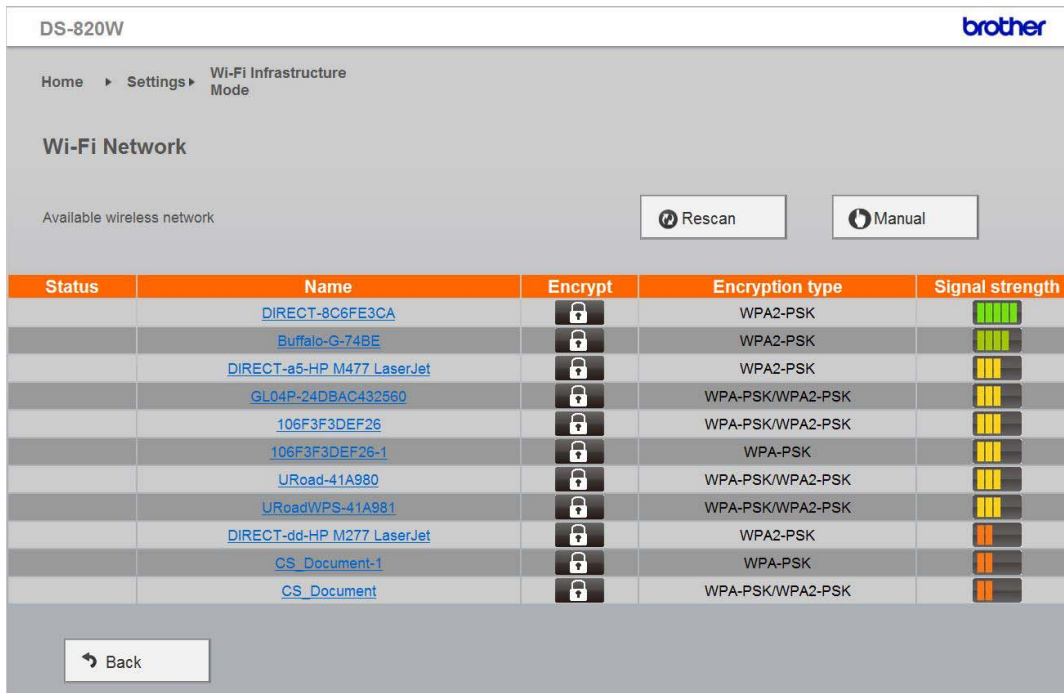 DS-820W
brother
Home
Settings
Wi-Fi Infrastructure
Mode
Wi-Fi Network
Available wireless network
Rescan
Manual
Status Name Encrypt Encryption type Signal strength
DIRECT-8C6FE3CA WPA2-PSK
Buffalo-G-74BE WPA2-PSK
DIRECT-a5-HP M477 LaserJet WPA2-PSK
GL04P-24DBAC432560 WPA-PSK/WPA2-PSK
106F3F3DEF26 WPA-PSK/WPA2-PSK
106F3F3DEF26-1 WPA-PSK
URoad-41A980 WPA-PSK/WPA2-PSK
URoadWPS-41A981 WPA-PSK/WPA2-PSK
DIRECT-dd-HP M277 LaserJet WPA2-PSK
CS_Document-1 WPA-PSK
CS_Document WPA-PSK/WPA2-PSK
Back